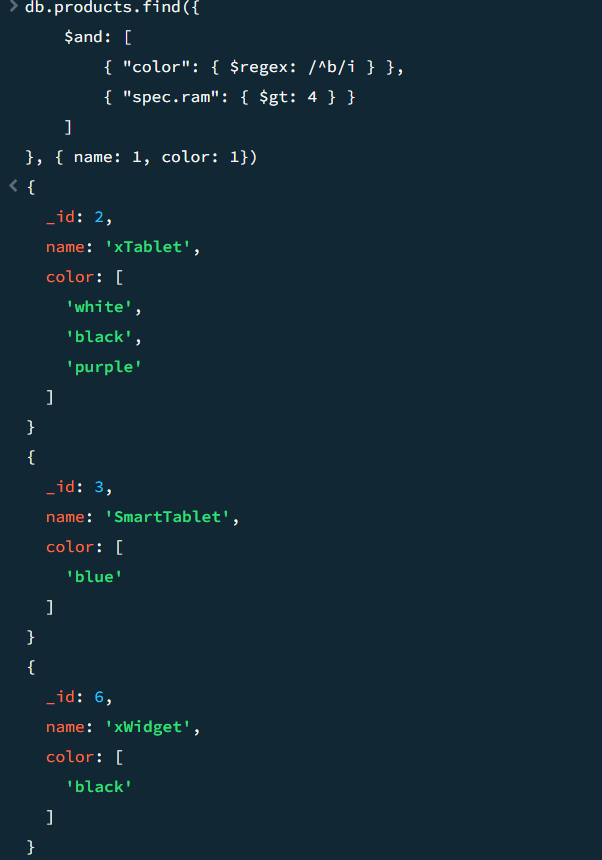 db.products.find({
    $and: [
        { "color": { $regex: /^b/i } },
        { "spec.ram": { $gt: 4 } }
    ]
}, { name: 1, color: 1})
{
  _id: 2,
  name: 'xTablet',
  color: [
    'white',
    'black',
    'purple'
  ]
}
{
  _id: 3,
  name: 'SmartTablet',
  color: [
    'blue'
  ]
}
{
  _id: 6,
  name: 'xWidget',
  color: [
    'black'
  ]
}